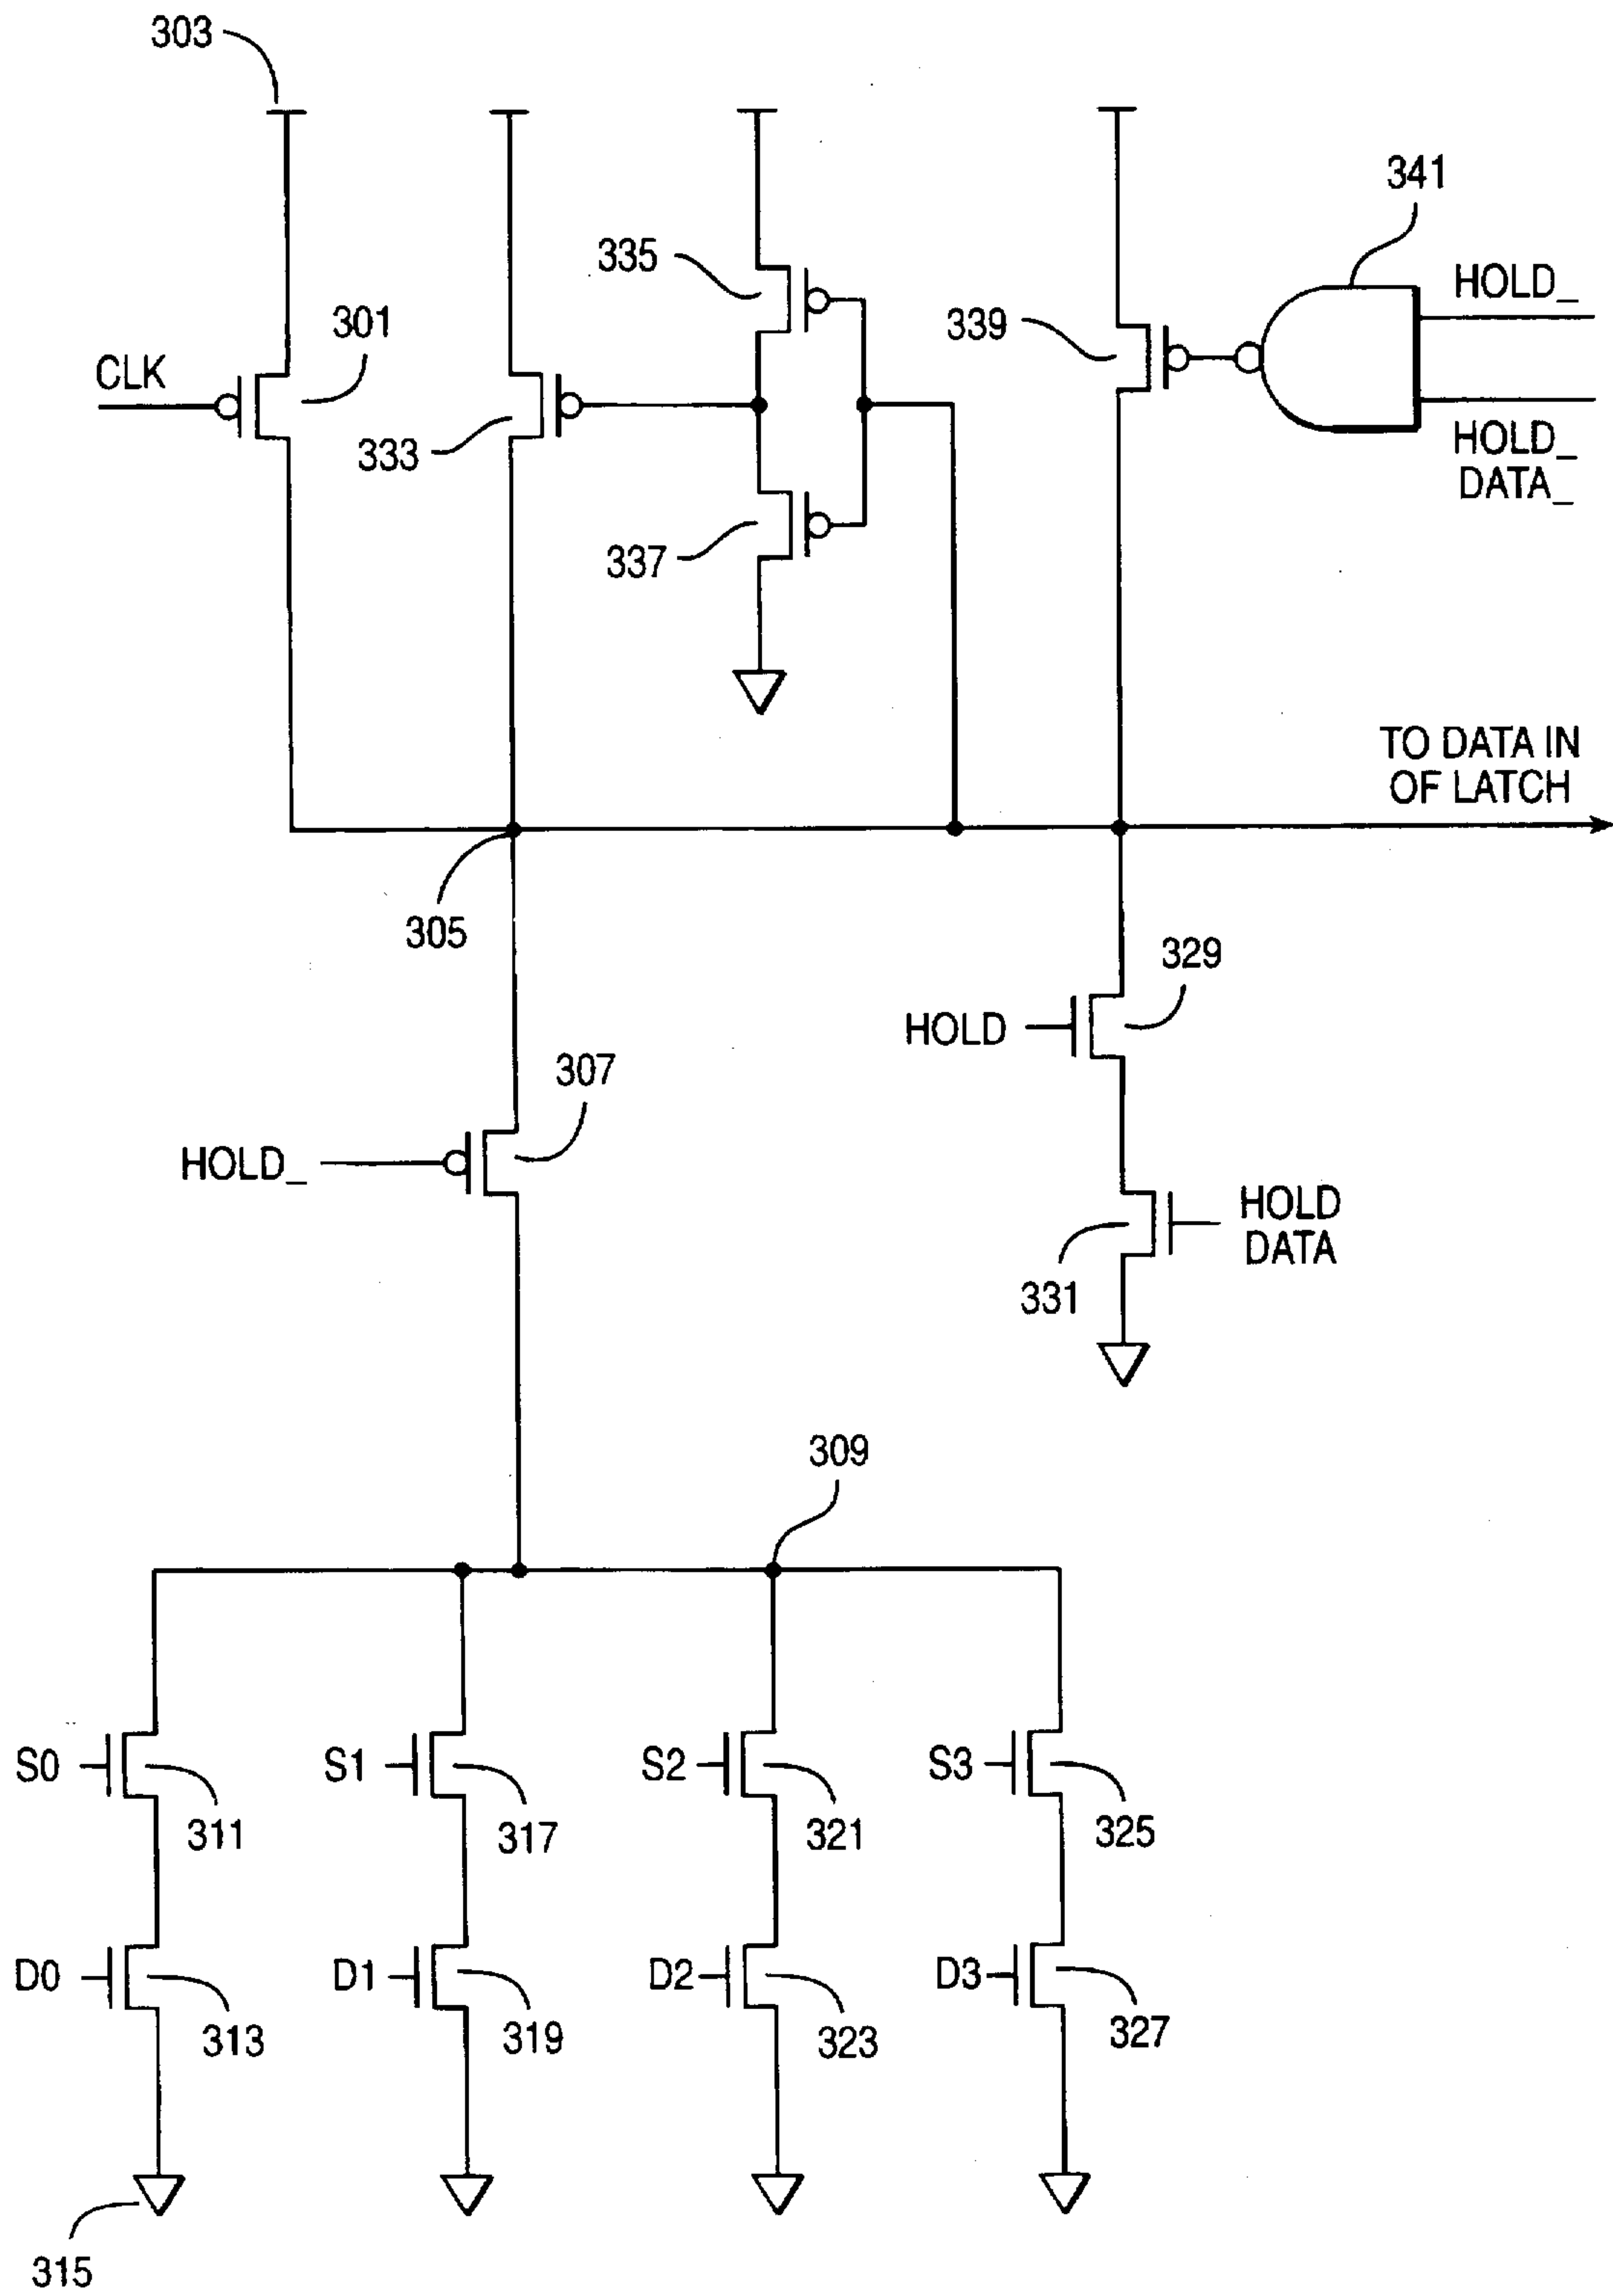 303
341
335
HOLD_
301
339
CLK
333
HOLD_
DATA_
337
TO DATA IN
OF LATCH
305
329
HOLD
307
HOLD_
HOLD
DATA
331
309
S0
S1
S2
S3
311
317
321
325
D0
D1
D2
D3
313
319
323
327
315